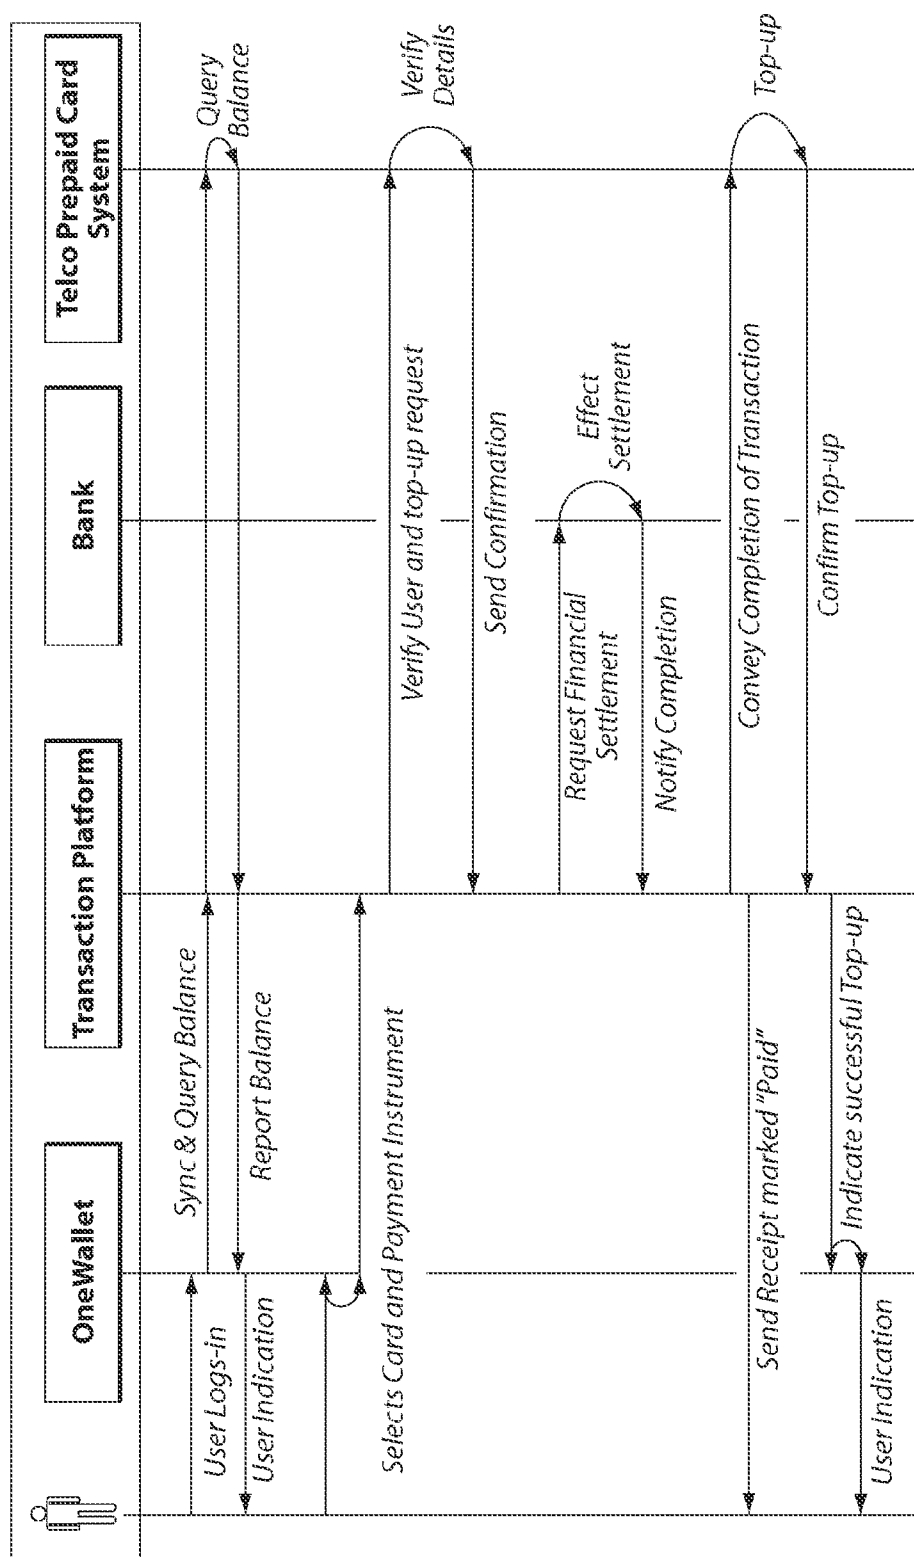 OneWallet
Transaction Platform
Bank
Telco Prepaid Card
System
User Logs-in
Sync & Query Balance
Query
Balance
Report Balance
User Indication
Selects Card and Payment Instrument
Verify User and top-up request
Verify
Details
Send Confirmation
Request Financial
Settlement
Effect
Settlement
Notify Completion
Convey Completion of Transaction
Top-up
Send Receipt marked "Paid"
Confirm Top-up
Indicate successful Top-up
User Indication